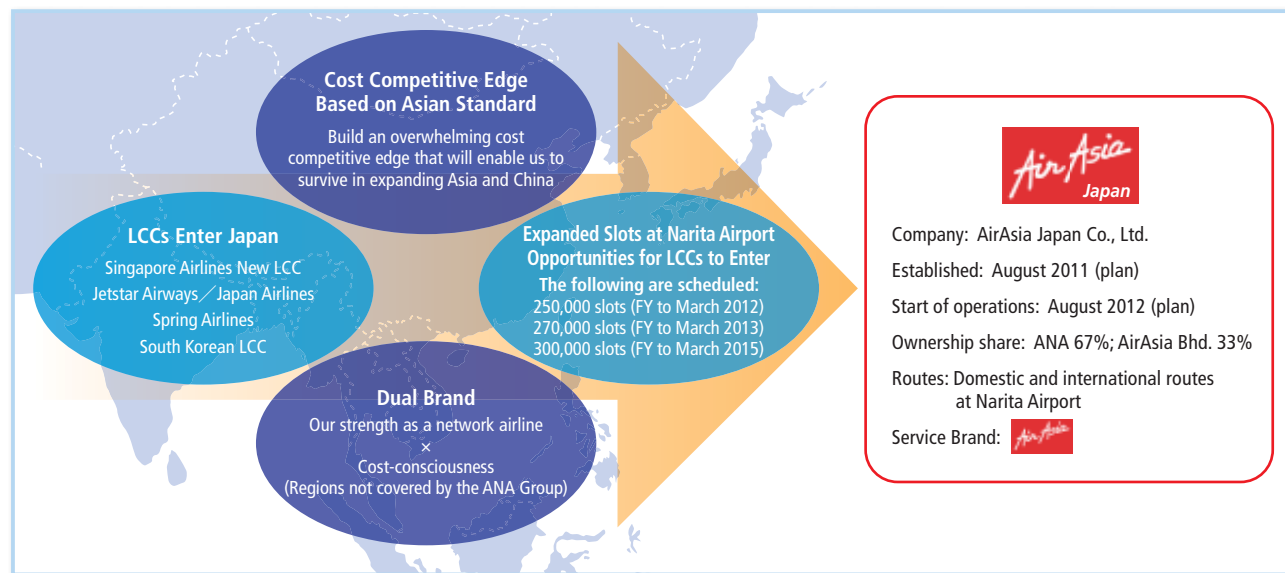 Cost Competitive Edge
Based on Asian Standard
Build an overwhelming cost
competitive edge that will enable us to
survive in expanding Asia and China
LCCs Enter Japan
Singapore Airlines New LCC
Jetstar Airways／Japan Airlines
Spring Airlines
South Korean LCC
Expanded Slots at Narita Airport
Opportunities for LCCs to Enter
The following are scheduled:
250,000 slots (FY to March 2012)
270,000 slots (FY to March 2013)
300,000 slots (FY to March 2015)
Dual Brand
Our strength as a network airline
×
Cost-consciousness
(Regions not covered by the ANA Group)
AirAsia
Japan
Company: AirAsia Japan Co., Ltd.
Established: August 2011 (plan)
Start of operations: August 2012 (plan)
Ownership share: ANA 67%; AirAsia Bhd. 33%
Routes: Domestic and international routes
at Narita Airport
Service Brand: AirAsia